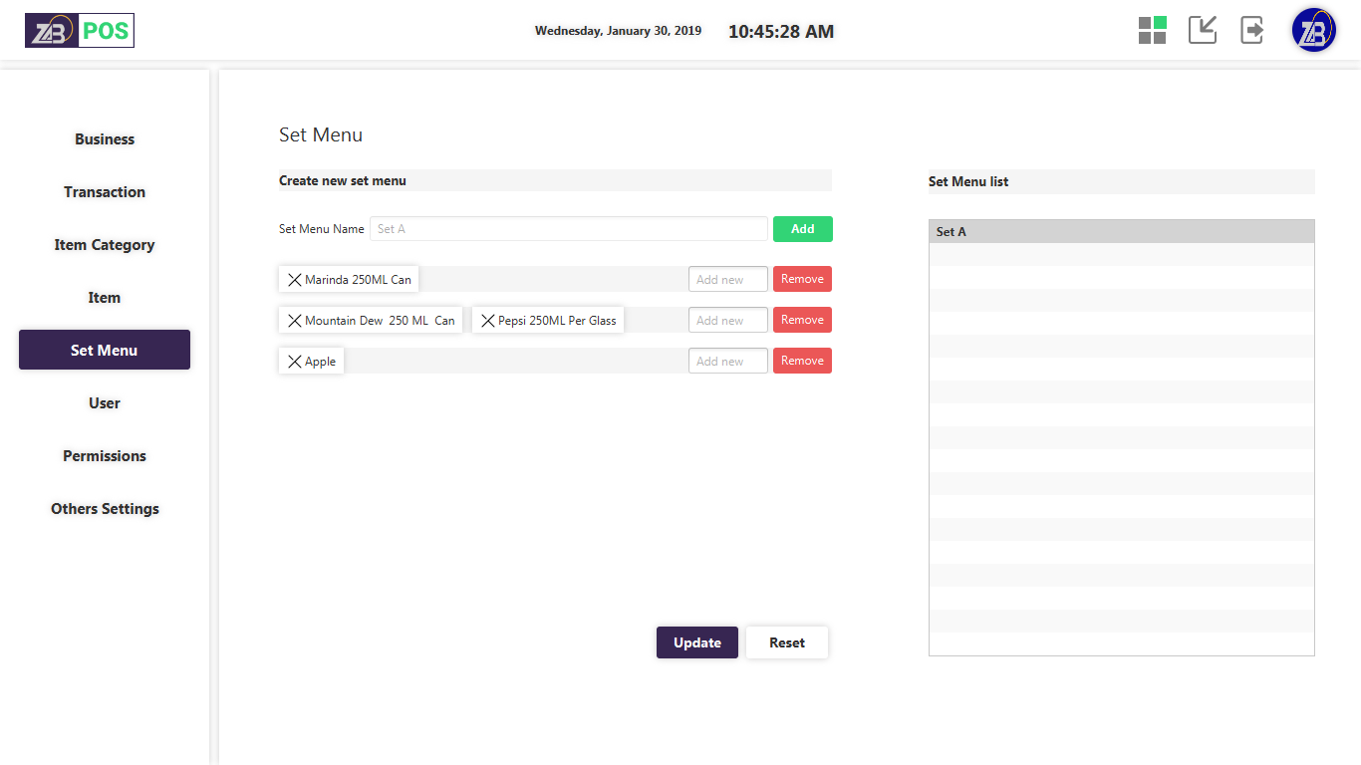 ZB POS
Wednesday, January 30, 2019 10:45:28 AM
ZB
Business
Transaction
Item Category
Item
Set Menu
User
Permissions
Others Settings
Set Menu
Create new set menu
Set Menu Name Set A Add
Marinda 250ML Can Add new Remove
Mountain Dew 250 ML Can Pepsi 250ML Per Glass Add new Remove
Apple Add new Remove
Update Reset
Set Menu list
Set A